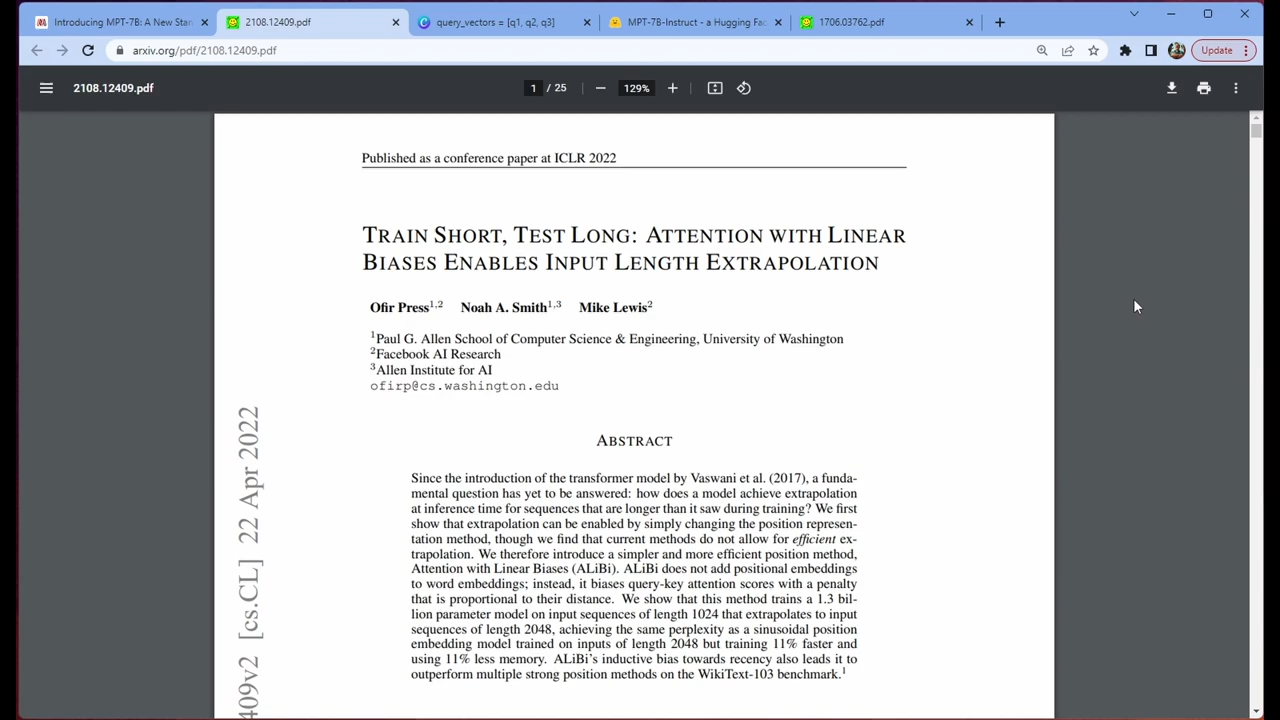 Introducing MPT-7B: A New Stan
2108.12409.pdf
query_vectors = [q1, q2, q3]
MPT-7B-Instruct - a Hugging Fac
1706.03762.pdf
arxiv.org/pdf/2108.12409.pdf
Update
2108.12409.pdf
1 / 25
129%
Published as a conference paper at ICLR 2022
TRAIN SHORT, TEST LONG: ATTENTION WITH LINEAR
BIASES ENABLES INPUT LENGTH EXTRAPOLATION
Ofir Press1,2 Noah A. Smith1,3 Mike Lewis2
1Paul G. Allen School of Computer Science & Engineering, University of Washington
2Facebook AI Research
3Allen Institute for AI
ofirp@cs.washington.edu
ABSTRACT
Since the introduction of the transformer model by Vaswani et al. (2017), a funda-
mental question has yet to be answered: how does a model achieve extrapolation
at inference time for sequences that are longer than it saw during training? We first
show that extrapolation can be enabled by simply changing the position represen-
tation method, though we find that current methods do not allow for efficient ex-
trapolation. We therefore introduce a simpler and more efficient position method,
Attention with Linear Biases (ALiBi). ALiBi does not add positional embeddings
to word embeddings; instead, it biases query-key attention scores with a penalty
that is proportional to their distance. We show that this method trains a 1.3 bil-
lion parameter model on input sequences of length 1024 that extrapolates to input
sequences of length 2048, achieving the same perplexity as a sinusoidal position
embedding model trained on inputs of length 2048 but training 11% faster and
using 11% less memory. ALiBi's inductive bias towards recency also leads it to
outperform multiple strong position methods on the WikiText-103 benchmark.1
409v2 [cs.CL] 22 Apr 2022